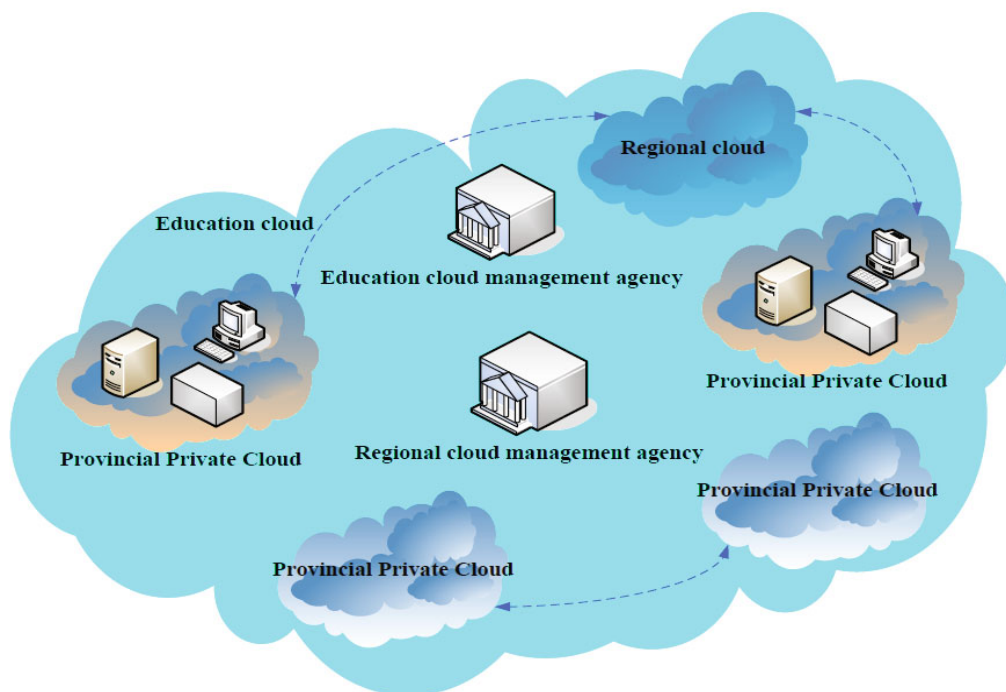 Regional cloud
Education cloud
Education cloud management agency
Provincial Private Cloud
Provincial Private Cloud
Regional cloud management agency
Provincial Private Cloud
Provincial Private Cloud